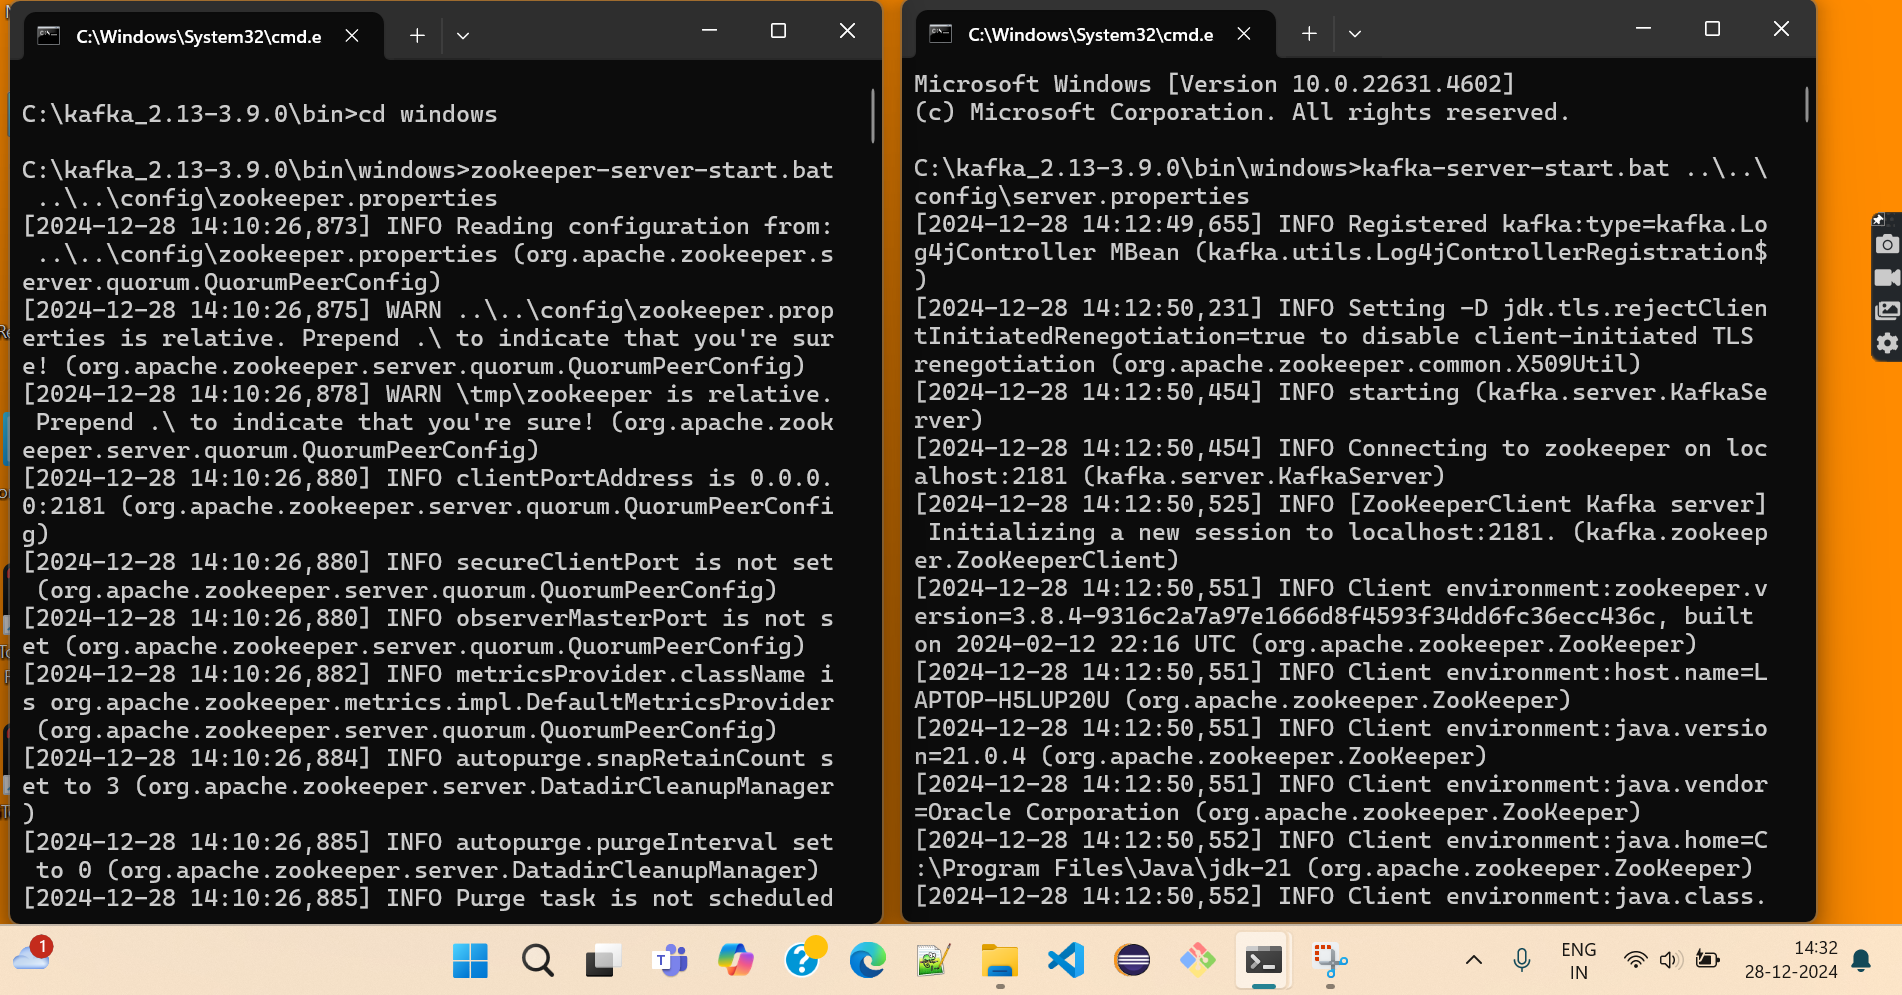 C:\Windows\System32\cmd.e
C:\kafka_2.13-3.9.0\bin>cd windows
C:\kafka_2.13-3.9.0\bin\windows>zookeeper-server-start.bat
..\..\config\zookeeper.properties
[2024-12-28 14:10:26,873] INFO Reading configuration from:
..\..\config\zookeeper.properties (org.apache.zookeeper.s
erver.quorum.QuorumPeerConfig)
[2024-12-28 14:10:26,875] WARN ..\..\config\zookeeper.prop
erties is relative. Prepend .\ to indicate that you're sur
e! (org.apache.zookeeper.server.quorum.QuorumPeerConfig)
[2024-12-28 14:10:26,878] WARN \tmp\zookeeper is relative.
Prepend .\ to indicate that you're sure! (org.apache.zook
eeper.server.quorum.QuorumPeerConfig)
[2024-12-28 14:10:26,880] INFO clientPortAddress is 0.0.0.
0:2181 (org.apache.zookeeper.server.quorum.QuorumPeerConfi
g)
[2024-12-28 14:10:26,880] INFO secureClientPort is not set
(org.apache.zookeeper.server.quorum.QuorumPeerConfig)
[2024-12-28 14:10:26,880] INFO observerMasterPort is not s
et (org.apache.zookeeper.server.quorum.QuorumPeerConfig)
[2024-12-28 14:10:26,882] INFO metricsProvider.className i
s org.apache.zookeeper.metrics.impl.DefaultMetricsProvider
(org.apache.zookeeper.server.quorum.QuorumPeerConfig)
[2024-12-28 14:10:26,884] INFO autopurge.snapRetainCount s
et to 3 (org.apache.zookeeper.server.DatadirCleanupManager
)
[2024-12-28 14:10:26,885] INFO autopurge.purgeInterval set
to 0 (org.apache.zookeeper.server.DatadirCleanupManager)
[2024-12-28 14:10:26,885] INFO Purge task is not scheduled
C:\Windows\System32\cmd.e
Microsoft Windows [Version 10.0.22631.4602]
(c) Microsoft Corporation. All rights reserved.
C:\kafka_2.13-3.9.0\bin\windows>kafka-server-start.bat ..\..\
config\server.properties
[2024-12-28 14:12:49,655] INFO Registered kafka:type=kafka.Lo
g4jController MBean (kafka.utils.Log4jControllerRegistration$
)
[2024-12-28 14:12:50,231] INFO Setting -D jdk.tls.rejectClien
tInitiatedRenegotiation=true to disable client-initiated TLS
renegotiation (org.apache.zookeeper.common.X509Util)
[2024-12-28 14:12:50,454] INFO starting (kafka.server.KafkaSe
rver)
[2024-12-28 14:12:50,454] INFO Connecting to zookeeper on loc
alhost:2181 (kafka.server.KafkaServer)
[2024-12-28 14:12:50,525] INFO [ZooKeeperClient Kafka server]
Initializing a new session to localhost:2181. (kafka.zookeep
er.ZooKeeperClient)
[2024-12-28 14:12:50,551] INFO Client environment:zookeeper.v
ersion=3.8.4-9316c2a7a97e1666d8f4593f34dd6fc36ecc436c, built
on 2024-02-12 22:16 UTC (org.apache.zookeeper.ZooKeeper)
[2024-12-28 14:12:50,551] INFO Client environment:host.name=L
APTOP-H5LUP20U (org.apache.zookeeper.ZooKeeper)
[2024-12-28 14:12:50,551] INFO Client environment:java.versio
n=21.0.4 (org.apache.zookeeper.ZooKeeper)
[2024-12-28 14:12:50,551] INFO Client environment:java.vendor
=Oracle Corporation (org.apache.zookeeper.ZooKeeper)
[2024-12-28 14:12:50,552] INFO Client environment:java.home=C
:\Program Files\Java\jdk-21 (org.apache.zookeeper.ZooKeeper)
[2024-12-28 14:12:50,552] INFO Client environment:java.class.
1
ENG
IN
14:32
28-12-2024